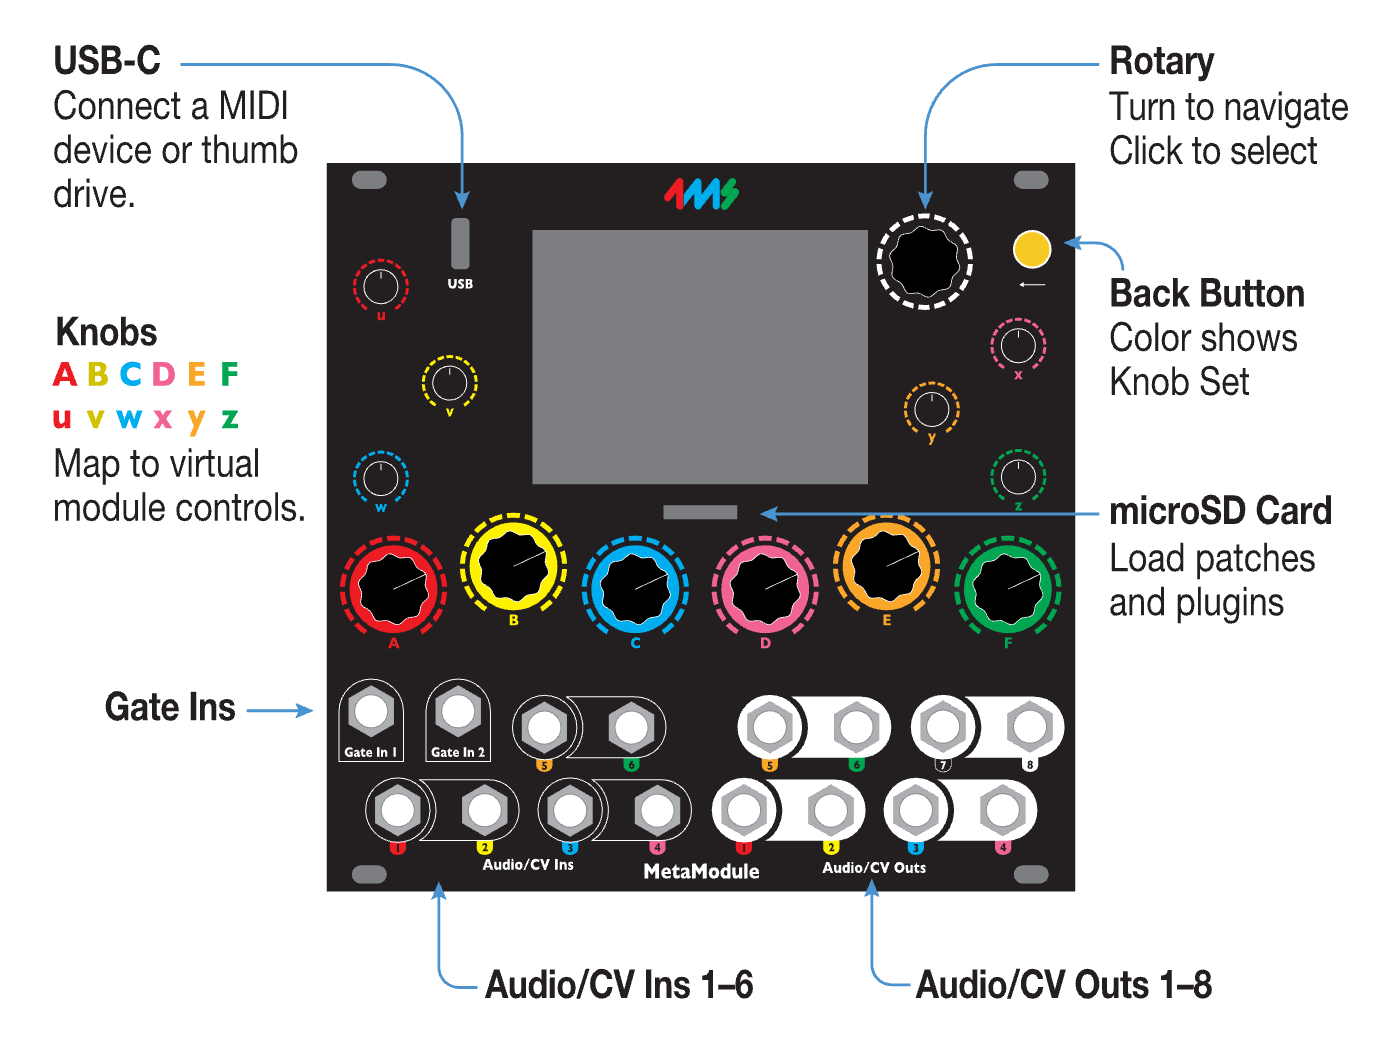 USB-C
Connect a MIDI
device or thumb
drive.
Rotary
Turn to navigate
Click to select
4MS
USB
←
Back Button
Color shows
Knob Set
Knobs
A B C D E F
u v w x y z
Map to virtual
module controls.
u
v
w
x
y
z
microSD Card
Load patches
and plugins
A
B
C
D
E
F
Gate Ins
Gate In 1
Gate In 2
5
6
5
6
7
8
1
2
3
4
1
2
3
4
Audio/CV Ins
MetaModule
Audio/CV Outs
Audio/CV Ins 1–6
Audio/CV Outs 1–8